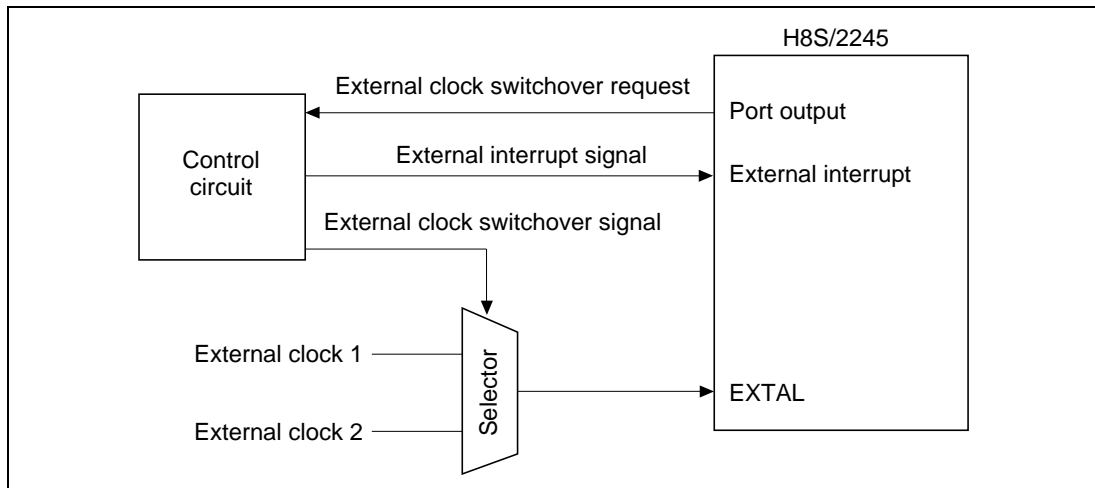 H8S/2245
External clock switchover request
Port output
Control
circuit
External interrupt signal
External interrupt
External clock switchover signal
External clock 1
Selector
EXTAL
External clock 2